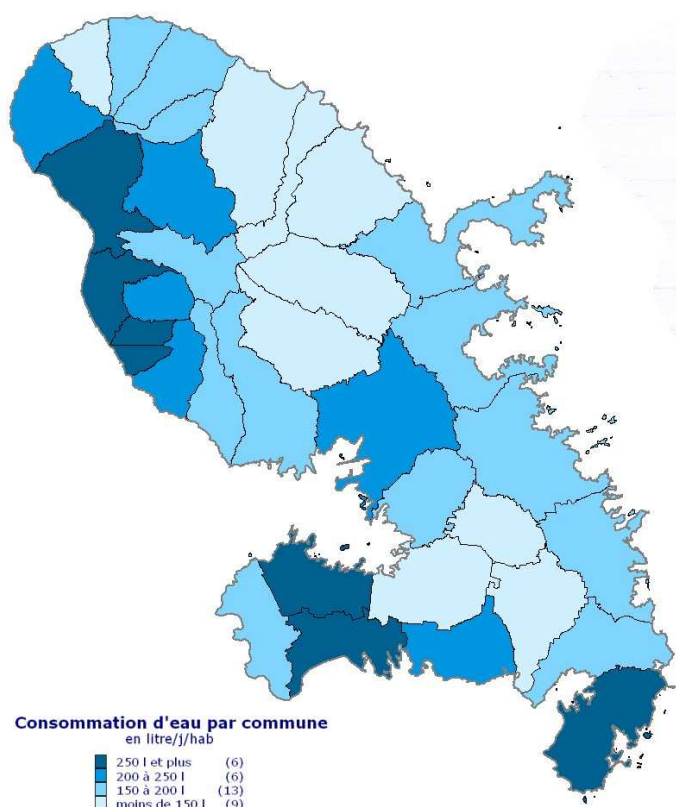 Consommation d'eau par commune
en litre/j/hab
250 l et plus (6)
200 à 250 l (6)
150 à 200 l (13)
moins de 150 l (9)